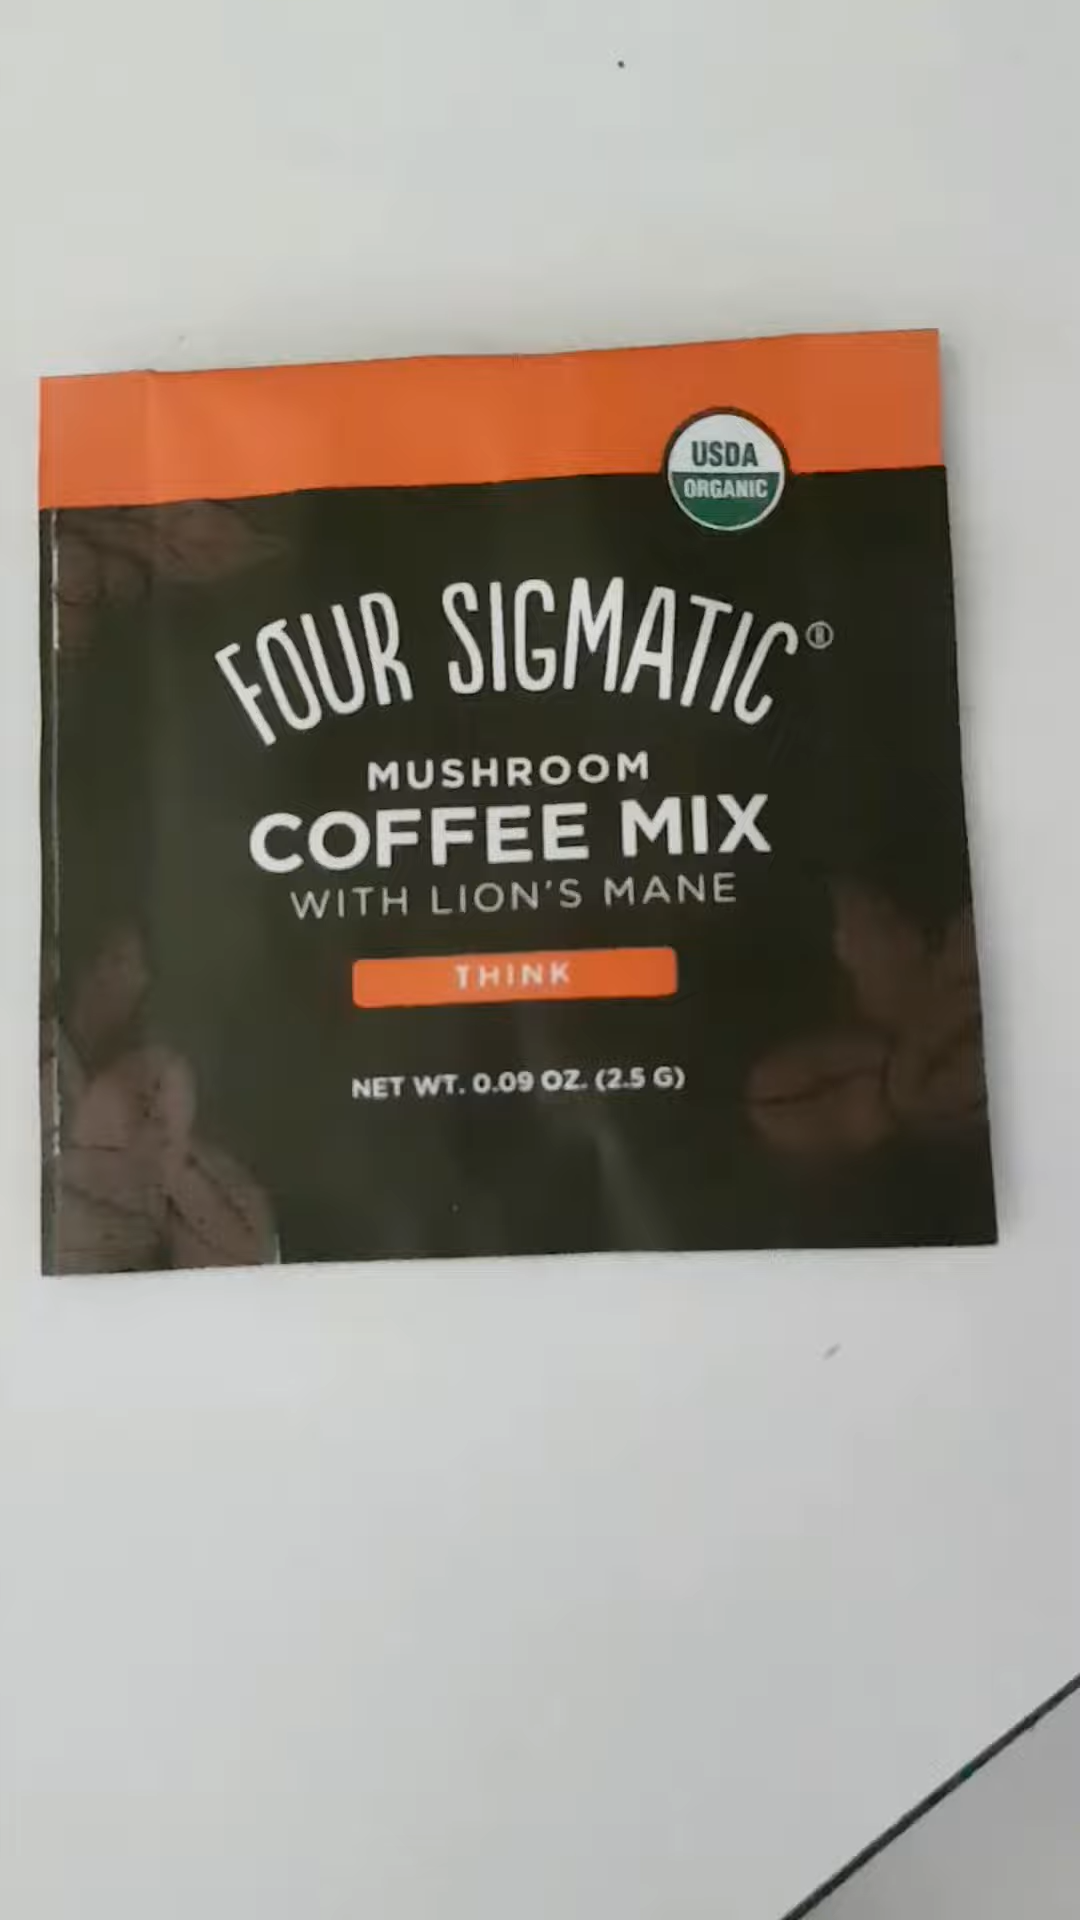 USDA
ORGANIC
FOUR SIGMATIC®
MUSHROOM
COFFEE MIX
WITH LION'S MANE
THINK
NET WT. 0.09 OZ. (2.5 G)